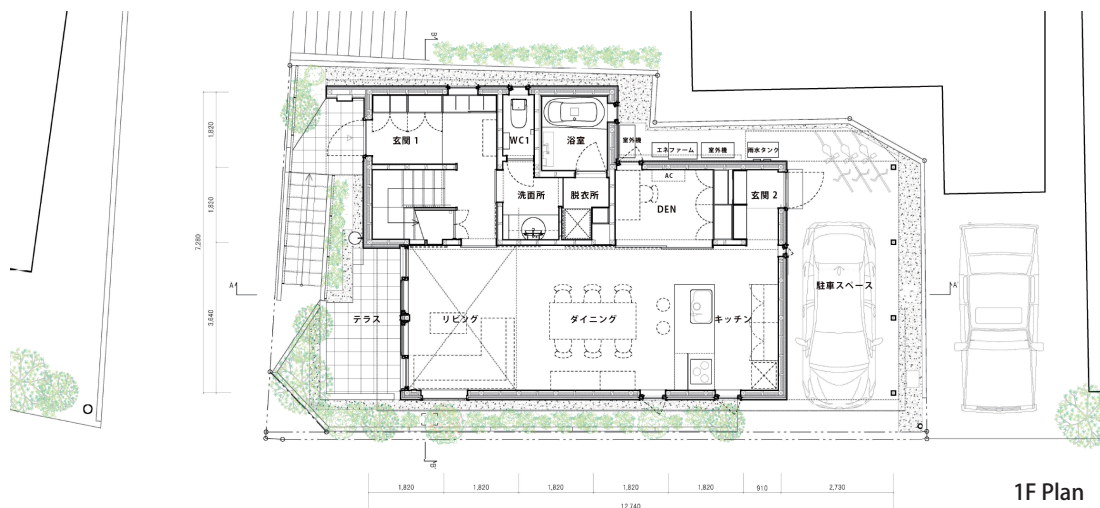 B'
1,820
1,820
7,280
3,640
玄関 1
WC1
浴室
室外機
エネファーム
室外機
雨水タンク
洗面所
脱衣所
AC
DEN
玄関 2
A
A'
テラス
リビング
ダイニング
キッチン
駐車スペース
B
1,820
1,820
1,820
1,820
1,820
910
2,730
12,740
1F Plan